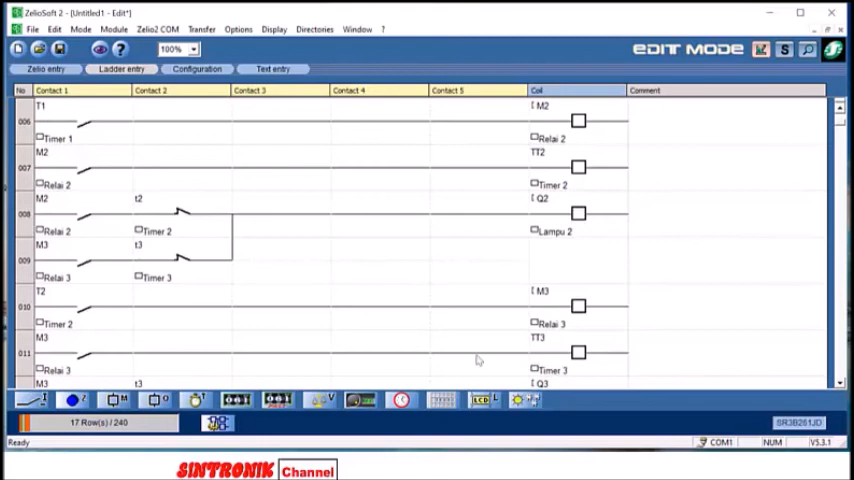 ZelioSoft 2 - [Untitled1 - Edit*]
File Edit Mode Module Zelio2 COM Transfer Options Display Directories Window ?
100% EDIT MODE S
Zelio entry Ladder entry Configuration Text entry
No Contact 1 Contact 2 Contact 3 Contact 4 Contact 5 Coil Comment
T1 [ M2
006
Timer 1 Relai 2
M2 TT2
007
Relai 2 Timer 2
M2 t2 [ Q2
008
Relai 2 Timer 2 Lampu 2
M3 t3
009
Relai 3 Timer 3
T2 [ M3
010
Timer 2 Relai 3
M3 TT3
011
Relai 3 Timer 3
M3 t3 [ Q3
I Z M O T V LCD L
17 Row(s) / 240 SR3B261JD
Ready COM1 NUM V5.3.1
SINTRONIK Channel